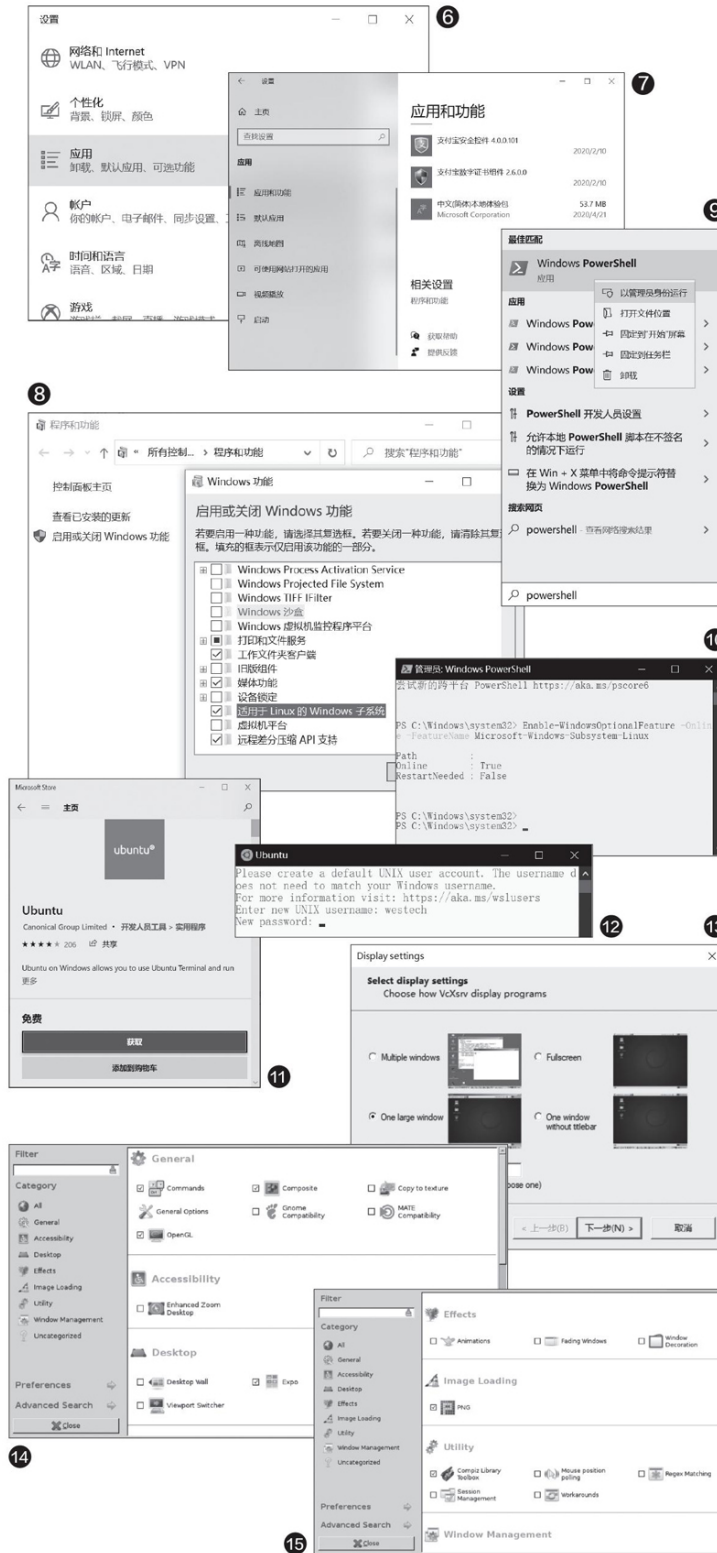 设置
❻
网络和 Internet
WLAN、飞行模式、VPN
个性化
背景、锁屏、颜色
应用
卸载、默认应用、可选功能
帐户
你的帐户、电子邮件、同步设置、
时间和语言
语音、区域、日期
游戏
❼
设置
主页
查找设置
应用
应用和功能
默认应用
离线地图
可使用网站打开的应用
视频播放
启动
应用和功能
支付宝安全控件 4.0.0.101
2020/2/10
支付宝数字证书组件 2.6.0.0
2020/2/10
中文(简体)本地体验包
53.7 MB
Microsoft Corporation
2020/4/21
相关设置
程序和功能
获取帮助
提供反馈
最佳匹配
Windows PowerShell
应用
以管理员身份运行
打开文件位置
固定到"开始"屏幕
固定到任务栏
卸载
应用
Windows Pow
Windows Pow
Windows Pow
设置
PowerShell 开发人员设置
允许本地 PowerShell 脚本在不签名
的情况下运行
在 Win + X 菜单中将命令提示符替
换为 Windows PowerShell
搜索网页
powershell - 查看网络搜索结果
powershell
❽
程序和功能
所有控制... > 程序和功能
搜索"程序和功能"
控制面板主页
查看已安装的更新
启用或关闭 Windows 功能
Windows 功能
启用或关闭 Windows 功能
若要启用一种功能，请选择其复选框。若要关闭一种功能，请清除其复
框。填充的框表示仅启用该功能的一部分。
Windows Process Activation Service
Windows Projected File System
Windows TIFF IFilter
Windows 沙盒
Windows 虚拟机监控程序平台
打印和文件服务
工作文件夹客户端
旧版组件
媒体功能
设备锁定
适用于 Linux 的 Windows 子系统
虚拟机平台
远程差分压缩 API 支持
管理员: Windows PowerShell
尝试新的跨平台 PowerShell https://aka.ms/pscore6
PS C:\Windows\system32> Enable-WindowsOptionalFeature -Onlin
e -FeatureName Microsoft-Windows-Subsystem-Linux
Path :
Online : True
RestartNeeded : False
PS C:\Windows\system32>
PS C:\Windows\system32> _
Microsoft Store
主页
ubuntu®
Ubuntu
Canonical Group Limited • 开发人员工具 > 实用程序
206 共享
Ubuntu on Windows allows you to use Ubuntu Terminal and run
更多
免费
获取
添加到购物车
⓫
Ubuntu
Please create a default UNIX user account. The username d
oes not need to match your Windows username.
For more information visit: https://aka.ms/wslusers
Enter new UNIX username: westech
New password: _
⓬
Display settings
Select display settings
Choose how VcXsrv display programs
Multiple windows
Fullscreen
One large window
One window
without titlebar
oose one)
< 上一步(B)
下一步(N) >
取消
Filter
Category
All
General
Accessibility
Desktop
Effects
Image Loading
Utility
Window Management
Uncategorized
Preferences
Advanced Search
Close
General
Commands
Composite
Copy to texture
General Options
Gnome
Compatibility
MATE
Compatibility
OpenGL
Accessibility
Enhanced Zoom
Desktop
Desktop
Desktop Wall
Expo
Viewport Switcher
⓮
Filter
Category
All
General
Accessibility
Desktop
Effects
Image Loading
Utility
Window Management
Uncategorized
Preferences
Advanced Search
Close
Effects
Animations
Fading Windows
Window
Decoration
Image Loading
PNG
Utility
Compiz Library
Toolbox
Mouse position
polling
Regex Matching
Session
Management
Workarounds
Window Management
⓯